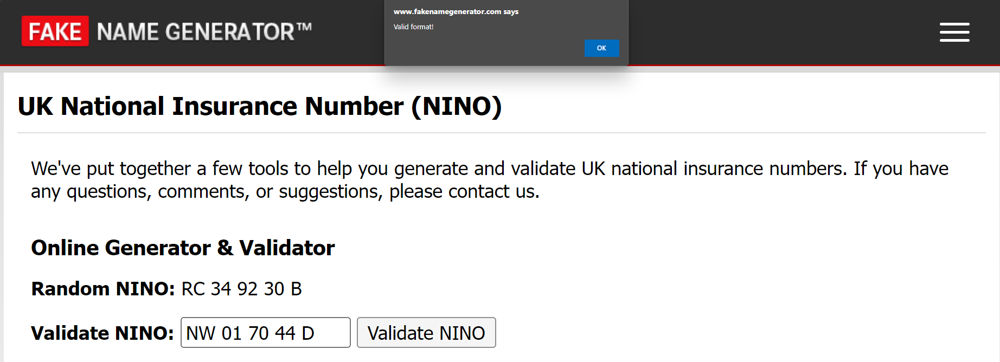 www.fakenamegenerator.com says
Valid format!
OK
FAKE NAME GENERATOR™
UK National Insurance Number (NINO)
We've put together a few tools to help you generate and validate UK national insurance numbers. If you have
any questions, comments, or suggestions, please contact us.
Online Generator & Validator
Random NINO: RC 34 92 30 B
Validate NINO: NW 01 70 44 D Validate NINO